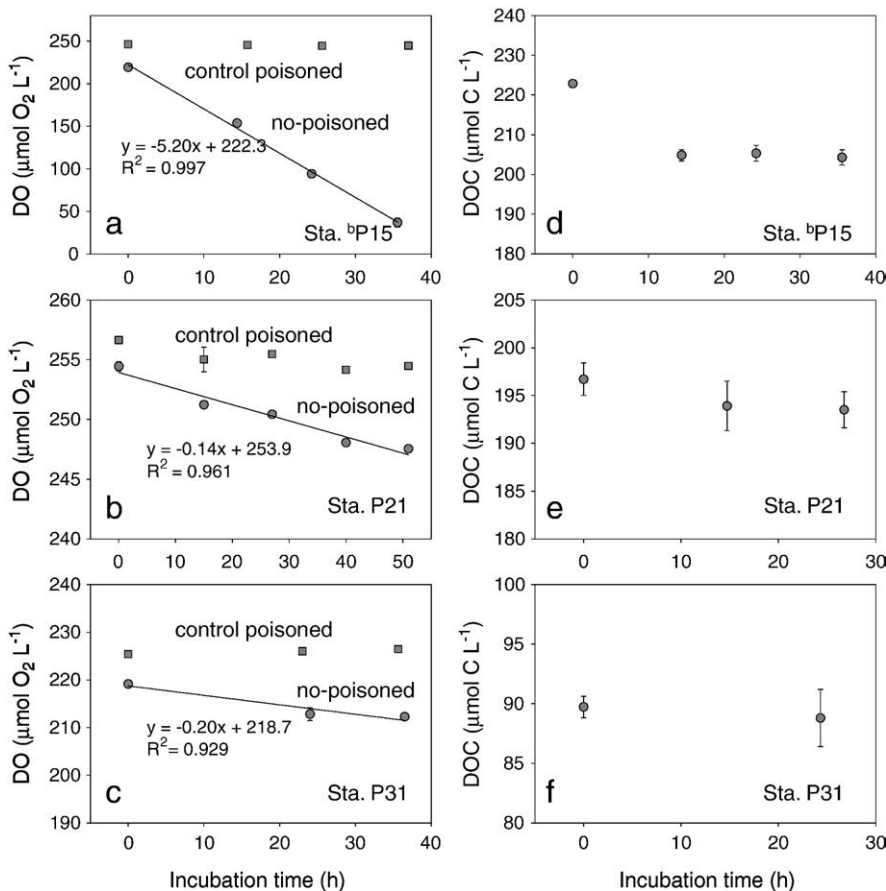 DO (µmol O₂ L⁻¹)
250
200
150
100
50
0
control poisoned
no-poisoned
y = -5.20x + 222.3
R² = 0.997
a
Sta. ᵇP15
0 10 20 30 40
DOC (µmol C L⁻¹)
240
230
220
210
200
190
180
d
Sta. ᵇP15
0 10 20 30 40
DO (µmol O₂ L⁻¹)
260
255
250
245
240
control poisoned
no-poisoned
y = -0.14x + 253.9
R² = 0.961
b
Sta. P21
0 10 20 30 40 50
DOC (µmol C L⁻¹)
205
200
195
190
185
180
e
Sta. P21
0 10 20 30
DO (µmol O₂ L⁻¹)
240
230
220
210
200
190
control poisoned
no-poisoned
y = -0.20x + 218.7
R² = 0.929
c
Sta. P31
0 10 20 30 40
Incubation time (h)
DOC (µmol C L⁻¹)
100
95
90
85
80
f
Sta. P31
0 10 20 30
Incubation time (h)